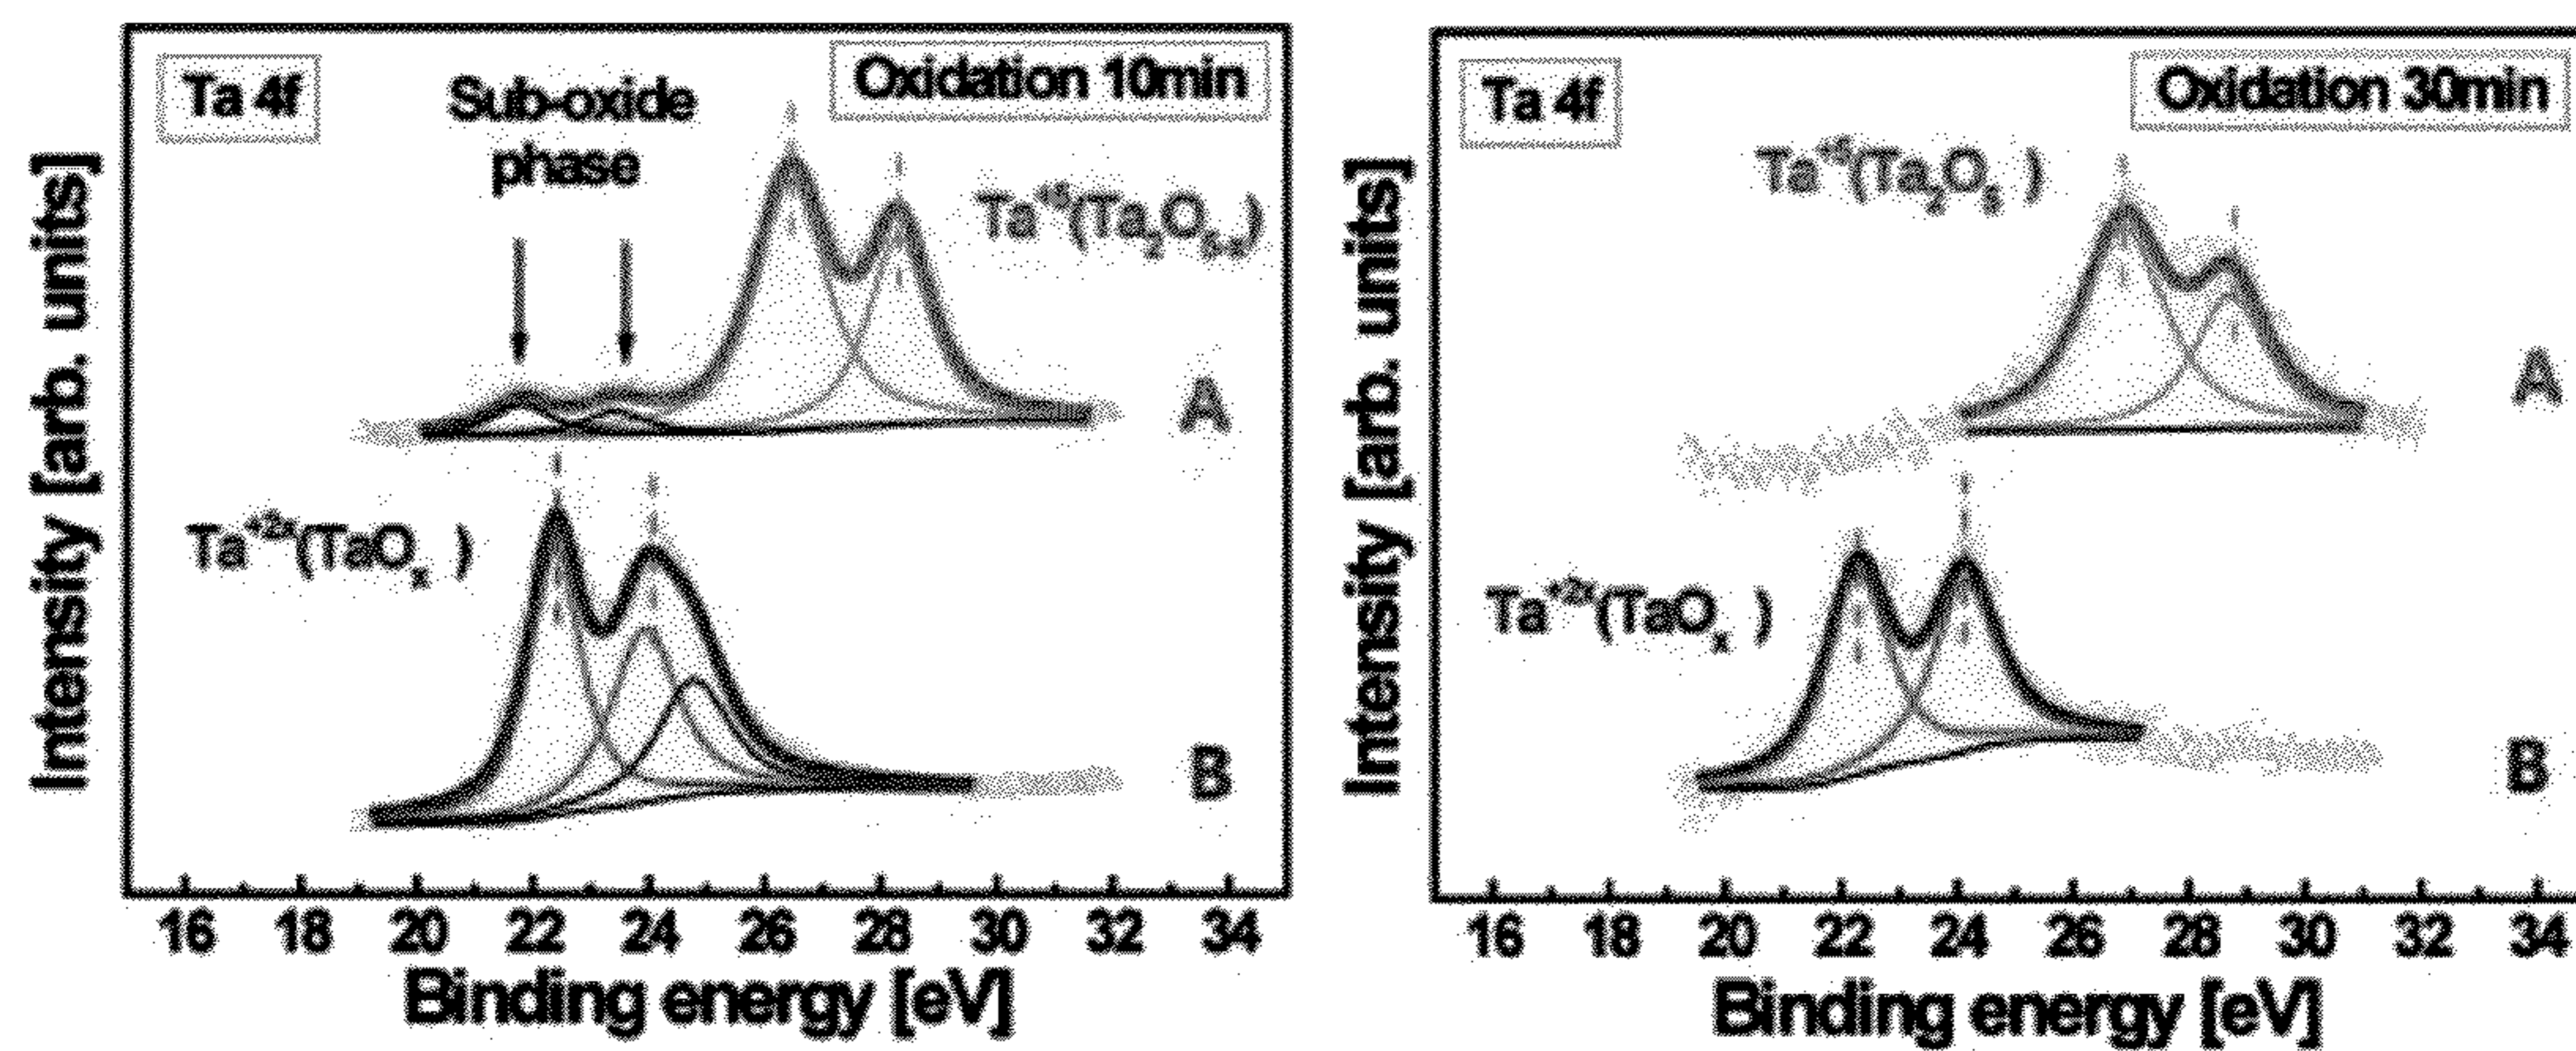 Ta 4f
Sub-oxide
phase
Oxidation 10min
Ta+5(Ta2O5-x)
A
Ta+2x(TaOx )
B
Intensity [arb. units]
16 18 20 22 24 26 28 30 32 34
Binding energy [eV]
Ta 4f
Oxidation 30min
Ta+5(Ta2O5 )
A
Ta+2x(TaOx )
B
Intensity [arb. units]
16 18 20 22 24 26 28 30 32 34
Binding energy [eV]